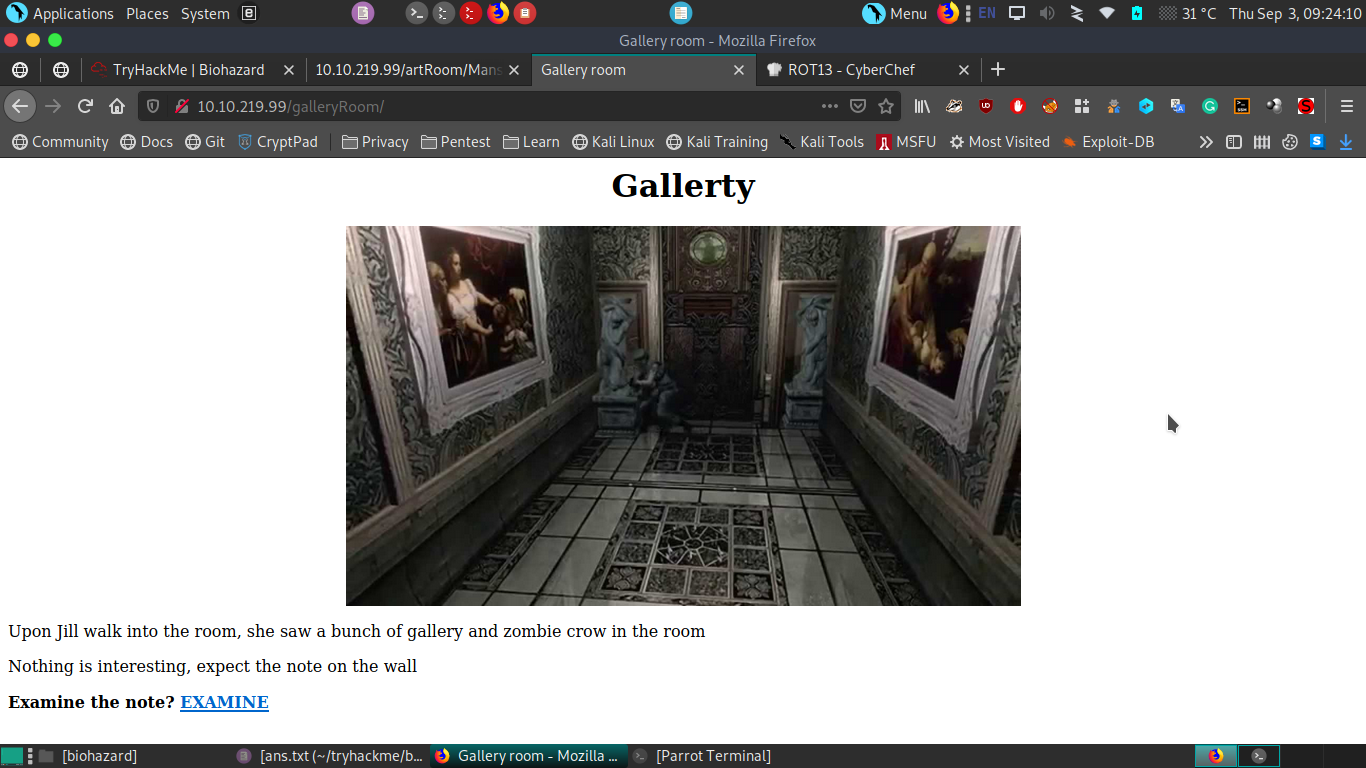 Applications Places System Menu EN 31 °C Thu Sep 3, 09:24:10
Gallery room - Mozilla Firefox
TryHackMe | Biohazard 10.10.219.99/artRoom/Mans Gallery room ROT13 - CyberChef
10.10.219.99/galleryRoom/
Community Docs Git CryptPad Privacy Pentest Learn Kali Linux Kali Training Kali Tools MSFU Most Visited Exploit-DB
Gallerty
Upon Jill walk into the room, she saw a bunch of gallery and zombie crow in the room
Nothing is interesting, expect the note on the wall
Examine the note? EXAMINE
[biohazard] [ans.txt (~/tryhackme/b... Gallery room - Mozilla ... [Parrot Terminal]